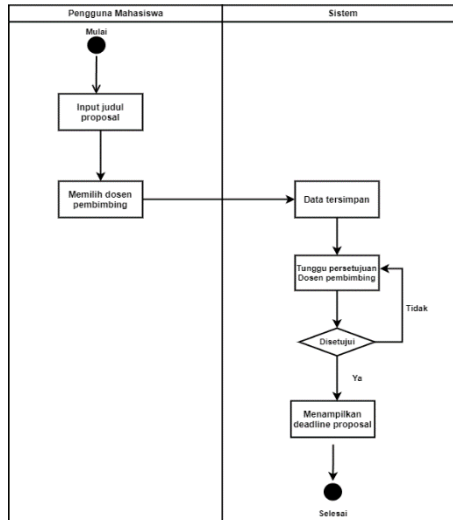 Pengguna Mahasiswa
Sistem
Mulai
Input judul
proposal
Memilih dosen
pembimbing
Data tersimpan
Tunggu persetujuan
Dosen pembimbing
Tidak
Disetujui
Ya
Menampilkan
deadline proposal
Selesai